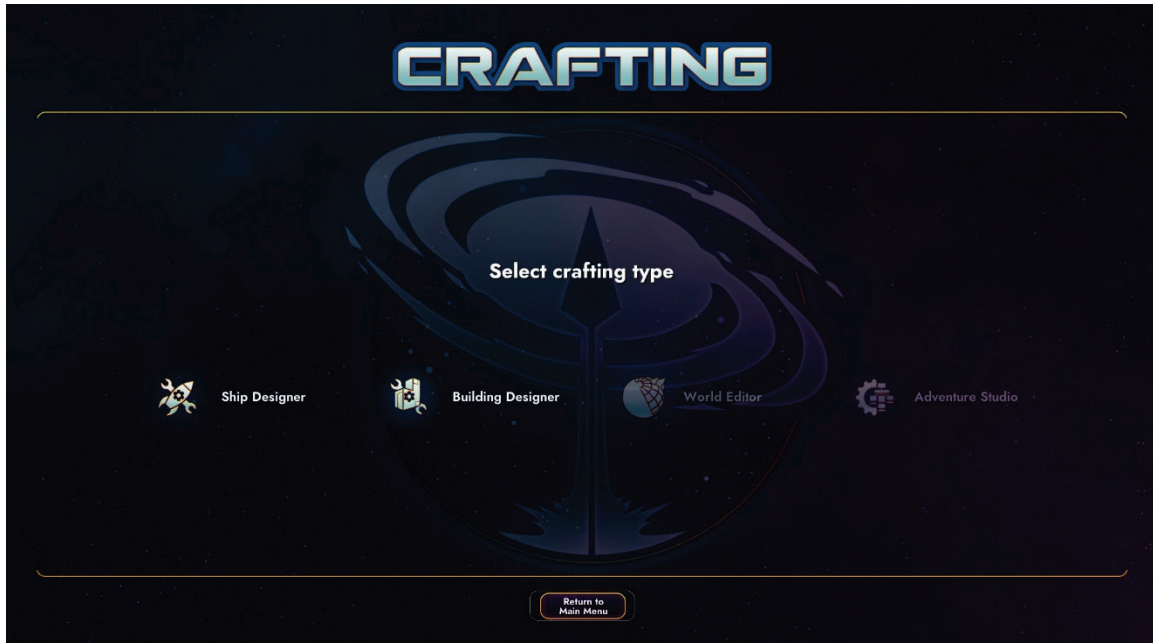 CRAFTING
Select crafting type
Ship Designer
Building Designer
World Editor
Adventure Studio
Return to
Main Menu